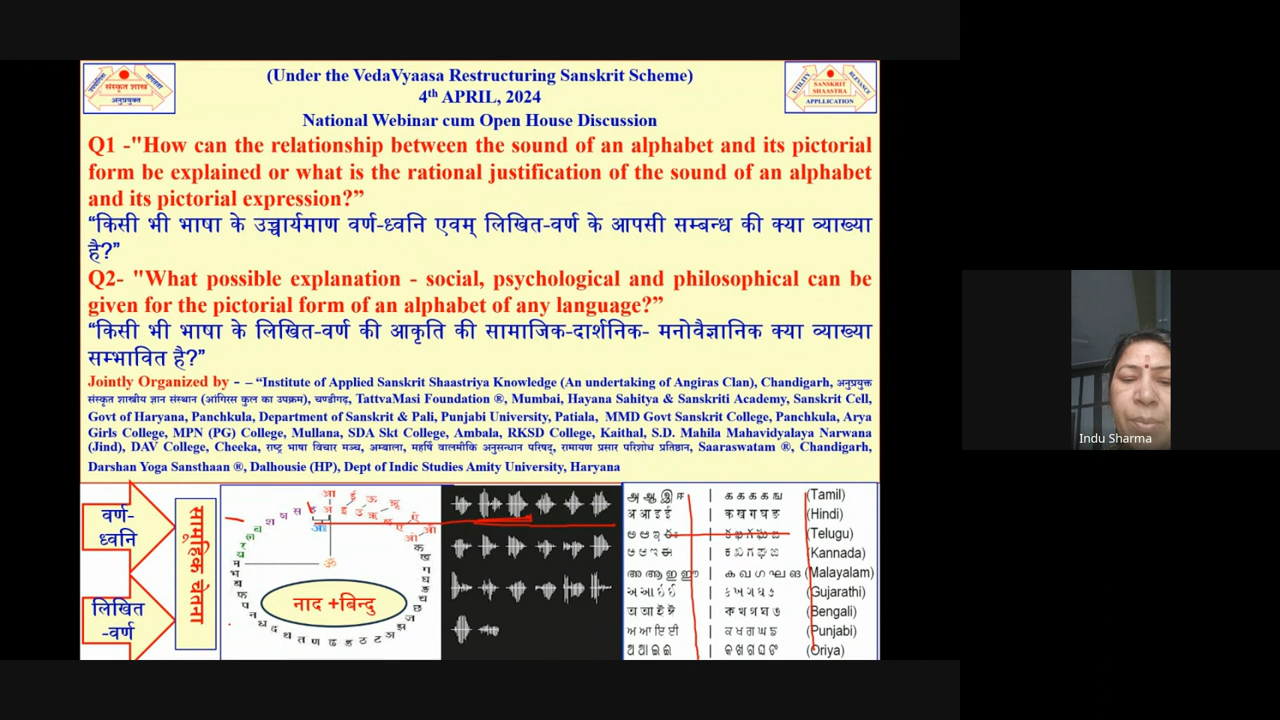 (Under the VedaVyaasa Restructuring Sanskrit Scheme)
4th APRIL, 2024
National Webinar cum Open House Discussion
संस्कृत शास्त्र
अनुप्रयुक्त
UTILITY
RELEVANCE
SANSKRIT
SHAASTRA
APPLLICATION
Q1 -"How can the relationship between the sound of an alphabet and its pictorial
form be explained or what is the rational justification of the sound of an alphabet
and its pictorial expression?”
“किसी भी भाषा के उच्चार्यमाण वर्ण-ध्वनि एवम् लिखित-वर्ण के आपसी सम्बन्ध की क्या व्याख्या
है?”
Q2- "What possible explanation - social, psychological and philosophical can be
given for the pictorial form of an alphabet of any language?”
“किसी भी भाषा के लिखित-वर्ण की आकृति की सामाजिक-दार्शनिक- मनोवैज्ञानिक क्या व्याख्या
सम्भावित है?”
Jointly Organized by - – “Institute of Applied Sanskrit Shaastriya Knowledge (An undertaking of Angiras Clan), Chandigarh, अनुप्रयुक्त
संस्कृत शास्त्रीय ज्ञान संस्थान (आंगिरस कुल का उपक्रम), चण्डीगढ़, TattvaMasi Foundation ®, Mumbai, Hayana Sahitya & Sanskriti Academy, Sanskrit Cell,
Govt of Haryana, Panchkula, Department of Sanskrit & Pali, Punjabi University, Patiala, MMD Govt Sanskrit College, Panchkula, Arya
Girls College, MPN (PG) College, Mullana, SDA Skt College, Ambala, RKSD College, Kaithal, S.D. Mahila Mahavidyalaya Narwana
(Jind), DAV College, Cheeka, राष्ट्र भाषा विचार मञ्च, अम्बाला, महर्षि वाल्मीकि अनुसन्धान परिषद्, रामायण प्रसार परिशोध प्रतिष्ठान, Saaraswatam ®, Chandigarh,
Darshan Yoga Sansthaan ®, Dalhousie (HP), Dept of Indic Studies Amity University, Haryana
वर्ण-
ध्वनि
लिखित
-वर्ण
सामूहिक चेतना
नाद +बिन्दु
(Tamil)
अ आ इ ई | क ख ग घ ङ (Hindi)
(Telugu)
(Kannada)
(Malayalam)
અ આ ઇ ઈ | ક ખ ગ ઘ ઙ (Gujarathi)
অ আ ই ঈ | ক খ গ ঘ ঙ (Bengali)
ਅ ਆ ਇ ਈ | ਕ ਖ ਗ ਘ ਙ (Punjabi)
(Oriya)
Indu Sharma